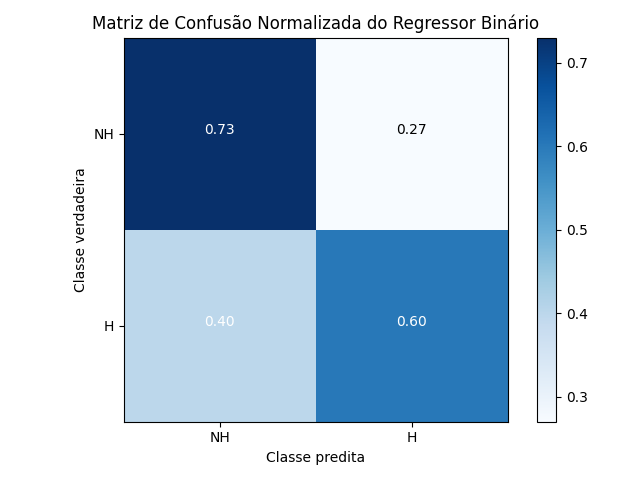 Matriz de Confusão Normalizada do Regressor Binário
NH
0.73
0.27
H
0.40
0.60
NH
H
Classe verdadeira
Classe predita
0.7
0.6
0.5
0.4
0.3